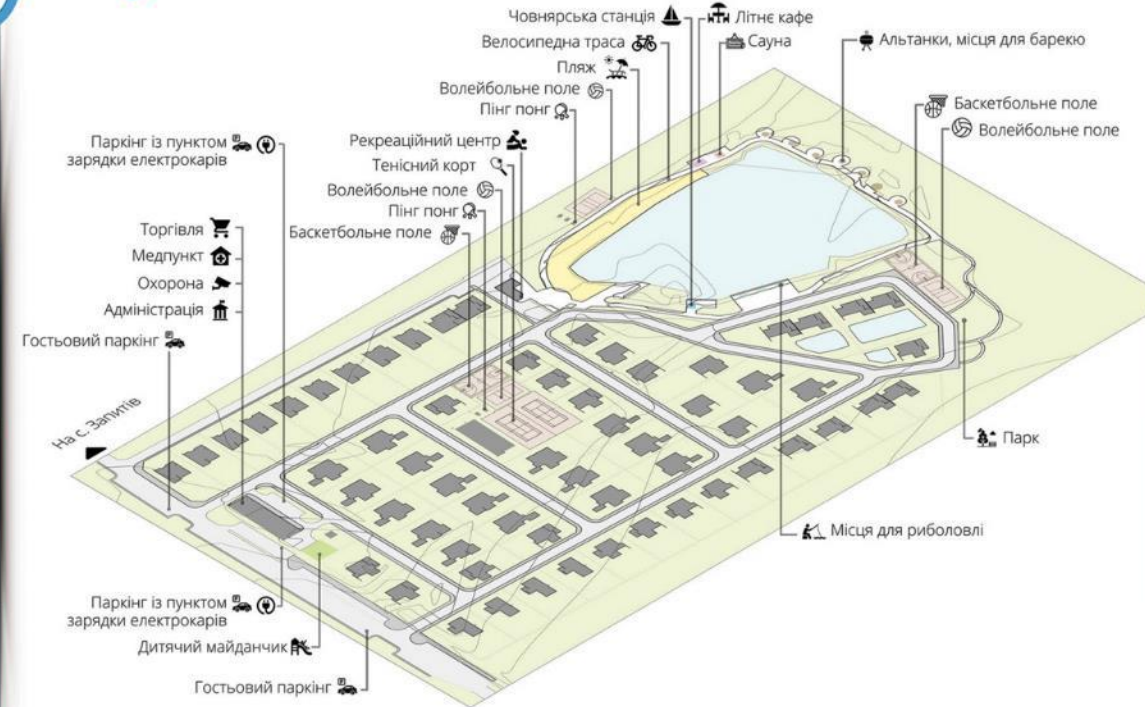 Човнярська станція
Літнє кафе
Велосипедна траса
Сауна
Пляж
Альтанки, місця для барекю
Волейбольне поле
Пінг понг
Баскетбольне поле
Волейбольне поле
Паркінг із пунктом
зарядки електрокарів
Рекреаційний центр
Тенісний корт
Волейбольне поле
Пінг понг
Баскетбольне поле
Торгівля
Медпункт
Охорона
Адміністрація
Гостьовий паркінг
На с. Запитів
Парк
Місця для риболовлі
Паркінг із пунктом
зарядки електрокарів
Дитячий майданчик
Гостьовий паркінг